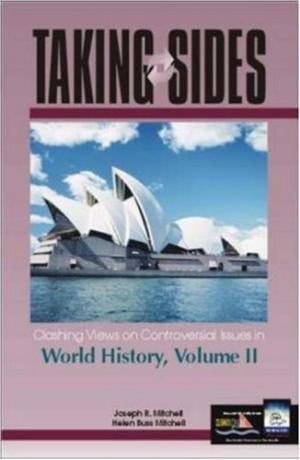 TAKING SIDES
Clashing Views on Controversial Issues in
World History, Volume II
Joseph R. Mitchell
Helen Buss Mitchell